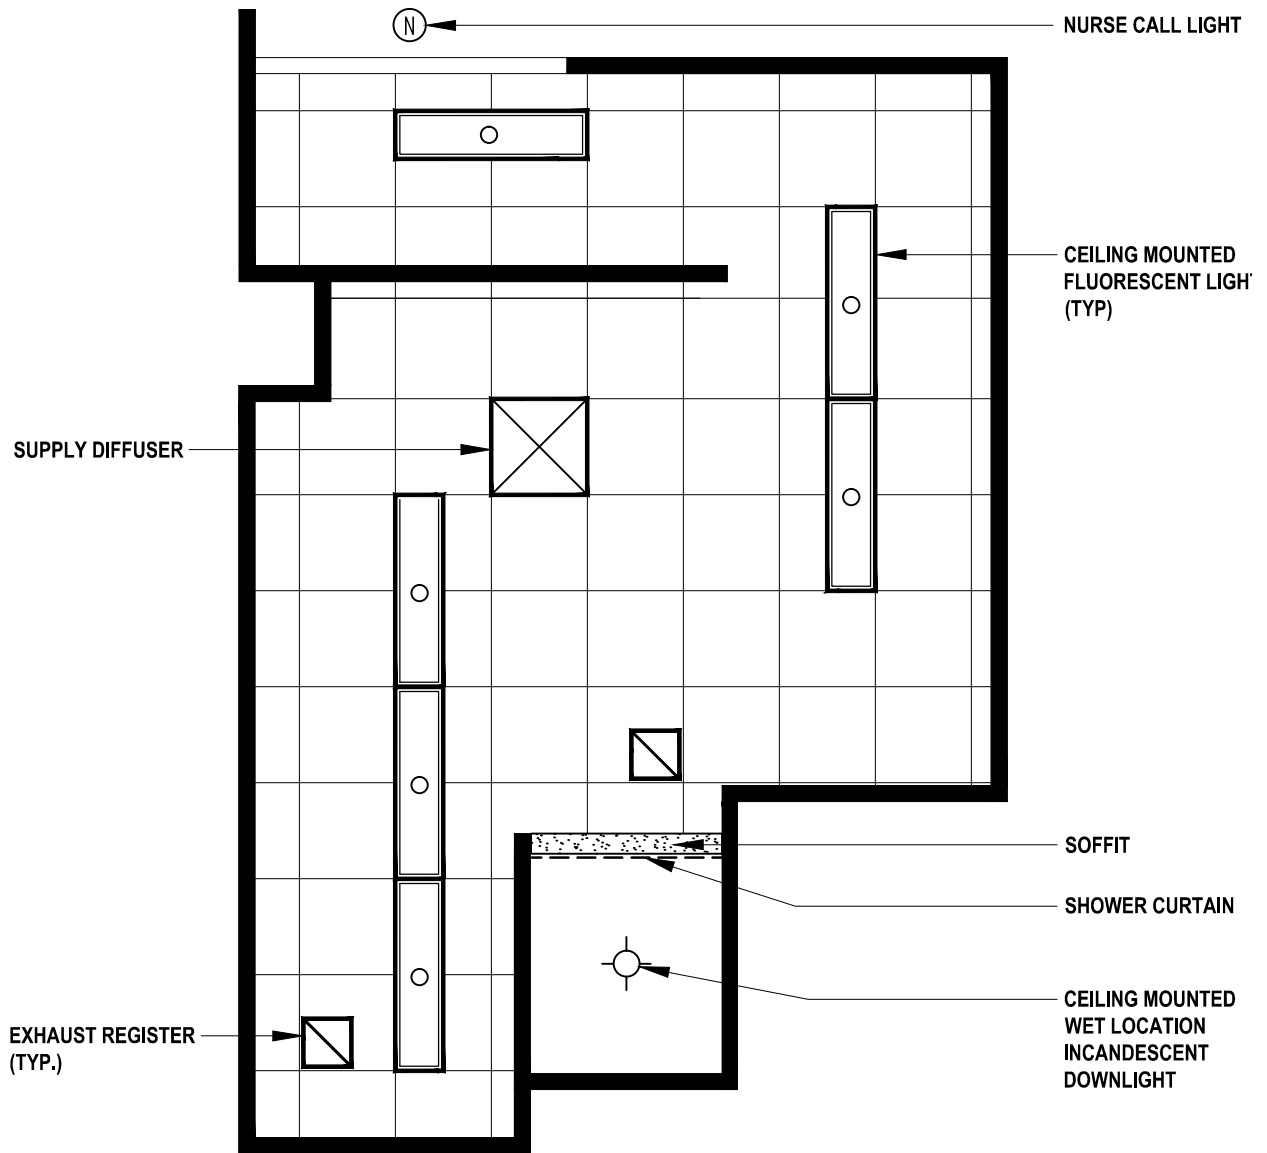 N
NURSE CALL LIGHT
CEILING MOUNTED
FLUORESCENT LIGH
(TYP)
SUPPLY DIFFUSER
SOFFIT
SHOWER CURTAIN
CEILING MOUNTED
WET LOCATION
INCANDESCENT
DOWNLIGHT
EXHAUST REGISTER
(TYP.)